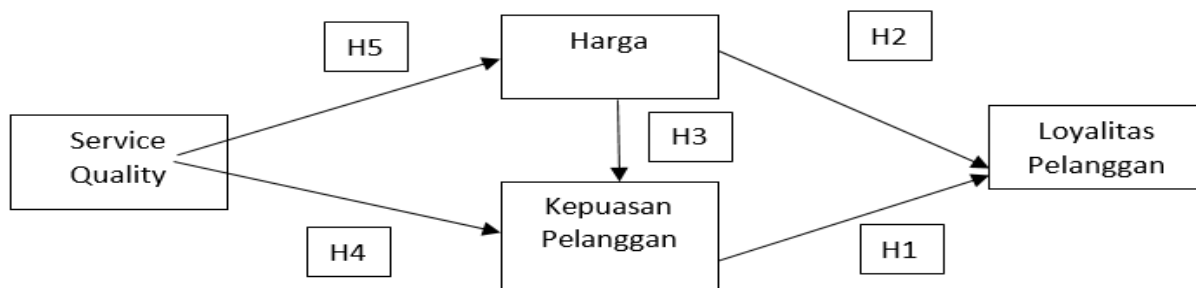 H5
Harga
H2
Service
Quality
H3
Loyalitas
Pelanggan
Kepuasan
Pelanggan
H4
H1